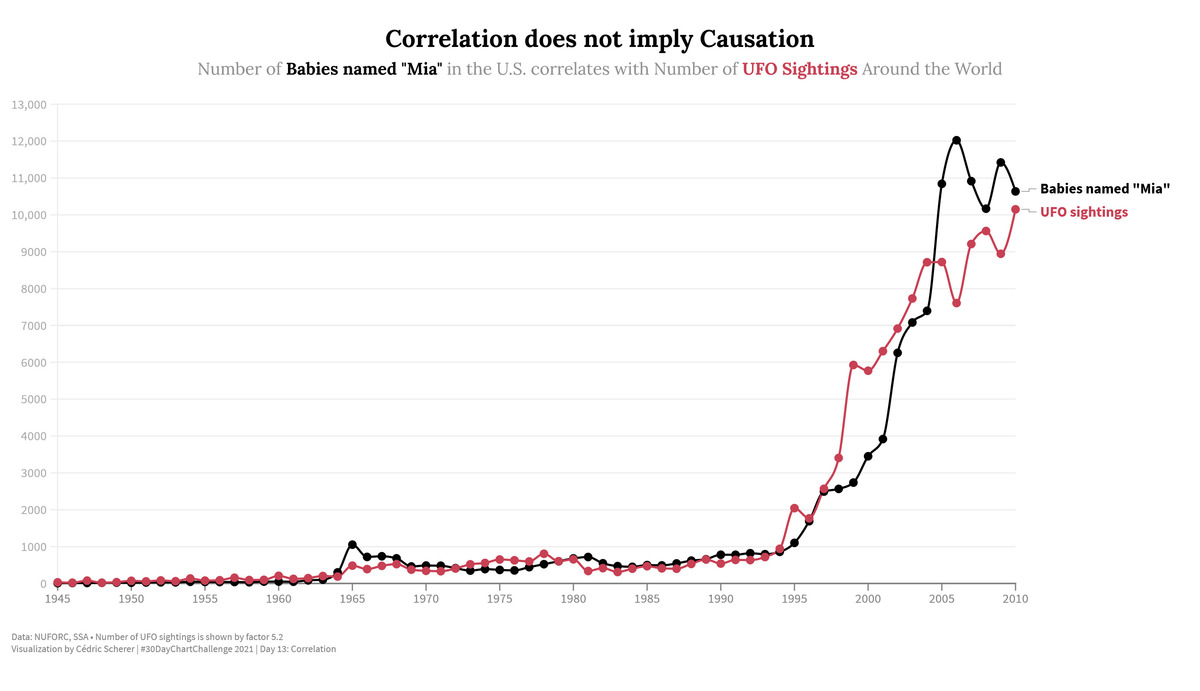 Correlation does not imply Causation
Number of Babies named "Mia" in the U.S. correlates with Number of UFO Sightings Around the World
13,000
12,000
11,000
10,000
9000
8000
7000
6000
5000
4000
3000
2000
1000
0
Babies named "Mia"
UFO sightings
1945 1950 1955 1960 1965 1970 1975 1980 1985 1990 1995 2000 2005 2010
Data: NUFORC, SSA • Number of UFO sightings is shown by factor 5.2
Visualization by Cédric Scherer | #30DayChartChallenge 2021 | Day 13: Correlation